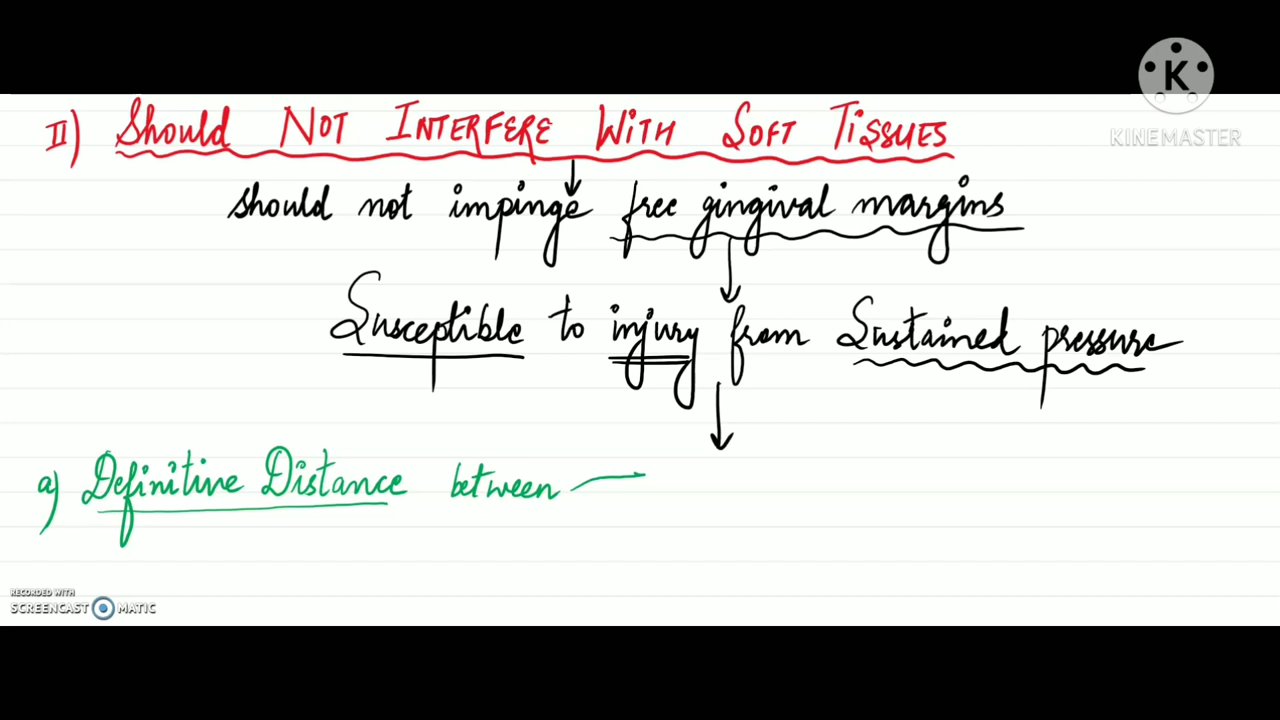 II) Should NOT INTERFERE WITH SOFT TISSUES
should not impinge free gingival margins
Susceptible to injury from Sustained pressure
a) Definitive Distance between
K
KINEMASTER
RECORDED WITH
SCREENCAST MATIC